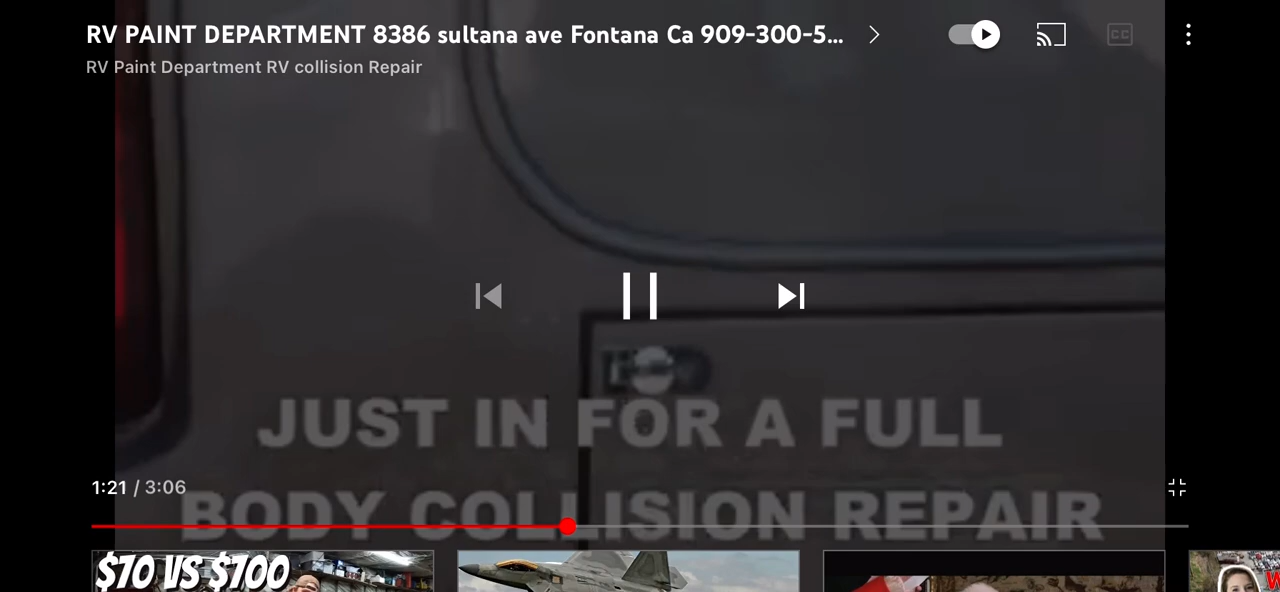 RV PAINT DEPARTMENT 8386 sultana ave Fontana Ca 909-300-5...
RV Paint Department RV collision Repair
CC
JUST IN FOR A FULL
1:21 / 3:06
BODY COLLISION REPAIR
$70 VS $700
W